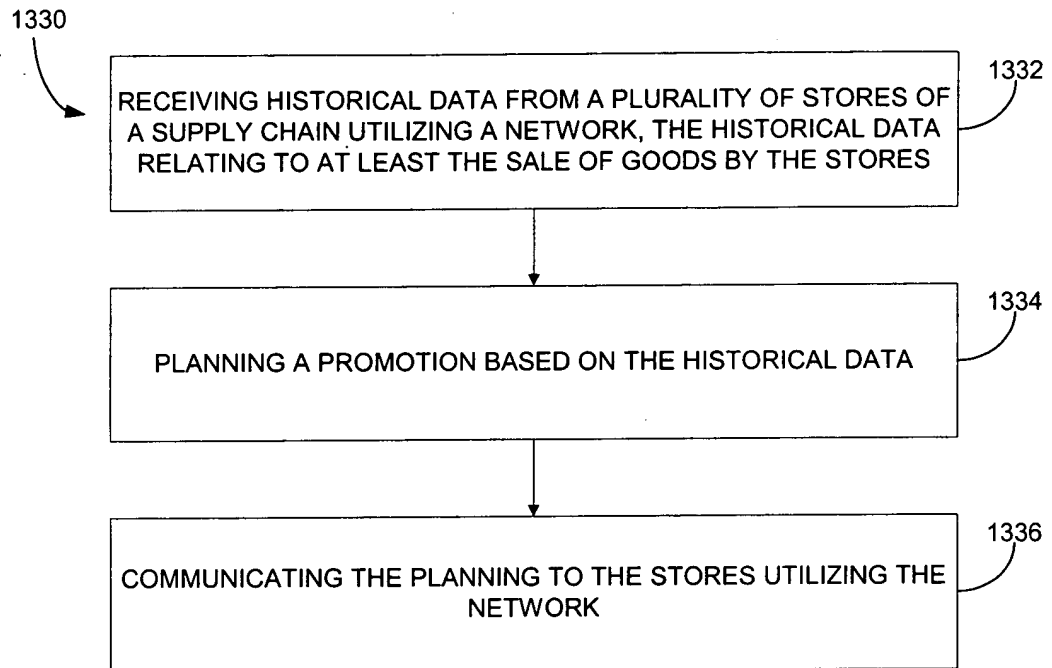 1330
1332
RECEIVING HISTORICAL DATA FROM A PLURALITY OF STORES OF
A SUPPLY CHAIN UTILIZING A NETWORK, THE HISTORICAL DATA
RELATING TO AT LEAST THE SALE OF GOODS BY THE STORES
1334
PLANNING A PROMOTION BASED ON THE HISTORICAL DATA
1336
COMMUNICATING THE PLANNING TO THE STORES UTILIZING THE
NETWORK